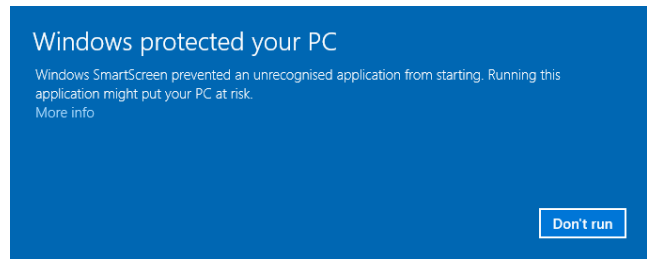 Windows protected your PC
Windows SmartScreen prevented an unrecognised application from starting. Running this
application might put your PC at risk.
More info
Don't run